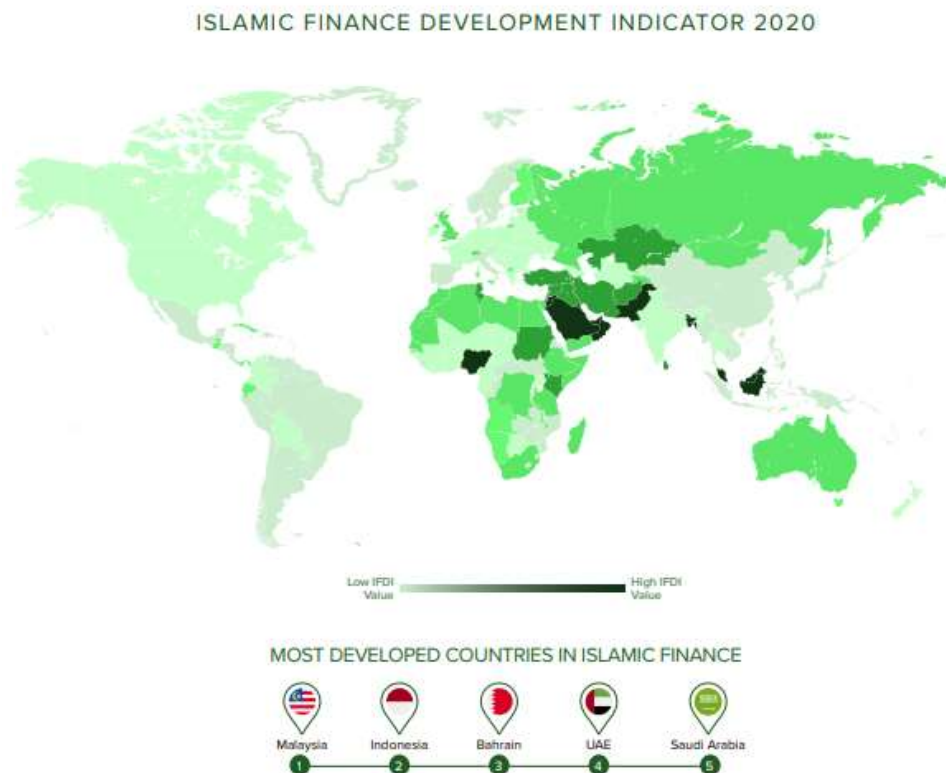 ISLAMIC FINANCE DEVELOPMENT INDICATOR 2020
Low IFDI
Value
High IFDI
Value
MOST DEVELOPED COUNTRIES IN ISLAMIC FINANCE
Malaysia Indonesia Bahrain UAE Saudi Arabia
1 2 3 4 5